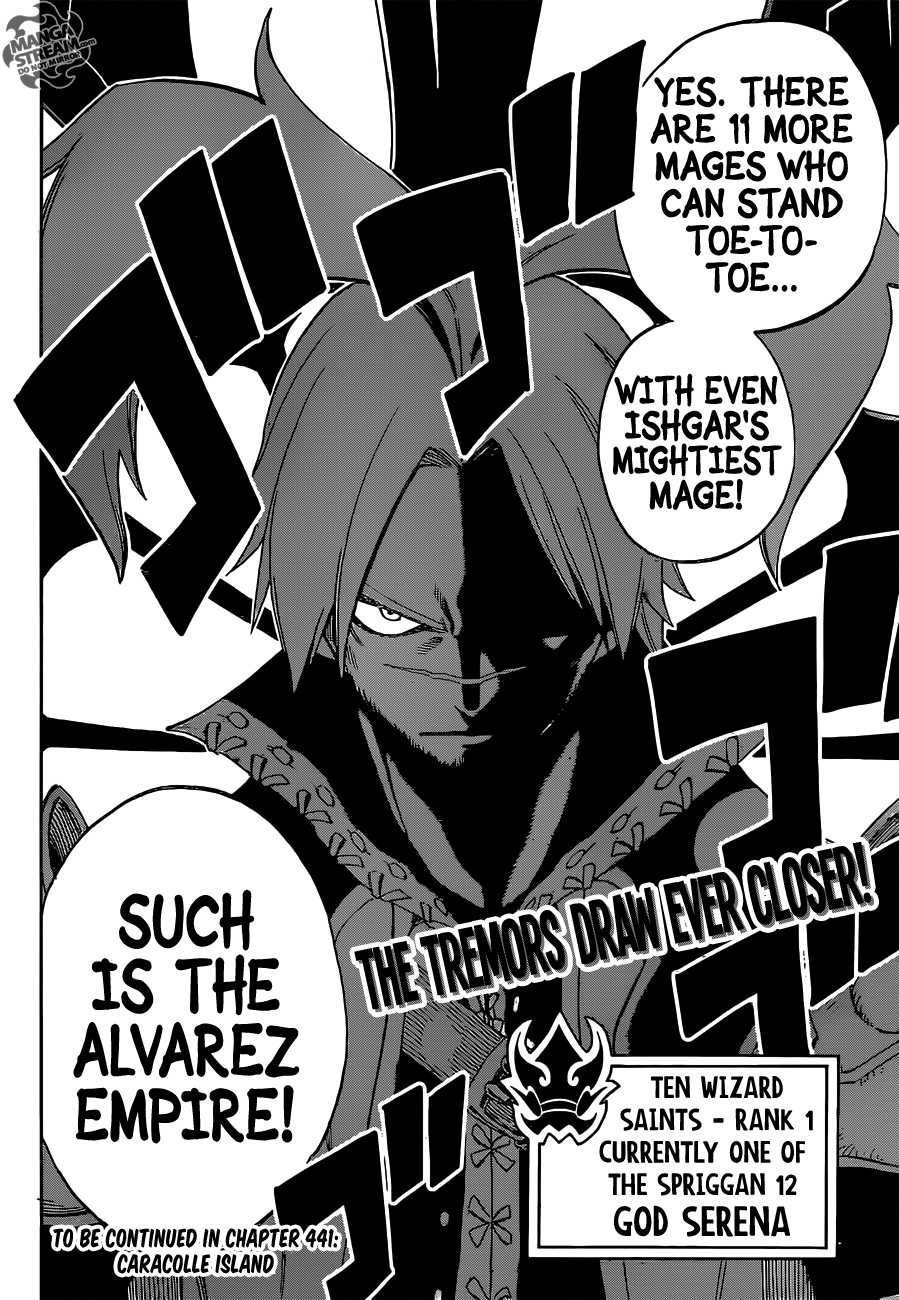 MANGA
STREAM.com
DO NOT MIRROR
YES. THERE
ARE 11 MORE
MAGES WHO
CAN STAND
TOE-TO-
TOE...
WITH EVEN
ISHGAR'S
MIGHTIEST
MAGE!
ゴゴ
ゴゴ
ゴ
SUCH
IS THE
ALVAREZ
EMPIRE!
THE TREMORS DRAW EVER CLOSER!
TEN WIZARD
SAINTS - RANK 1
CURRENTLY ONE OF
THE SPRIGGAN 12
GOD SERENA
TO BE CONTINUED IN CHAPTER 441:
CARACOLLE ISLAND